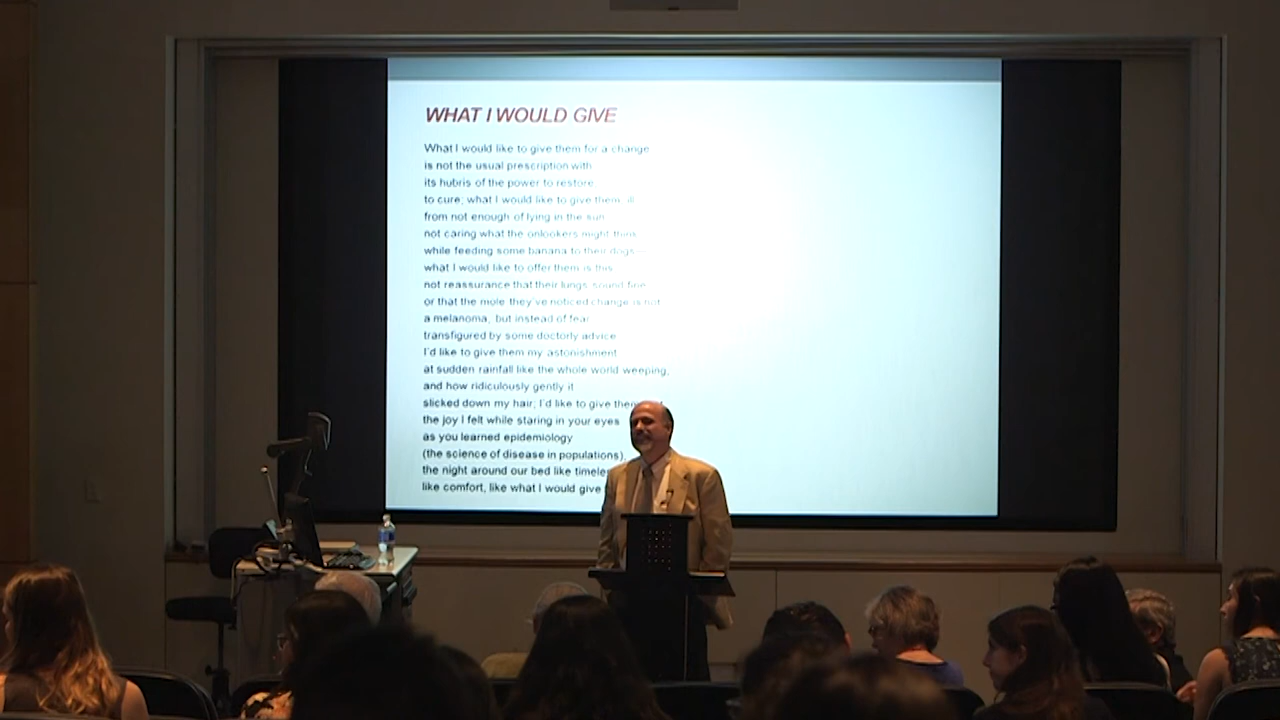 WHAT I WOULD GIVE
What I would like to give them for a change
is not the usual prescription with
its hubris of the power to restore
to cure; what I would like to give them, ill
from not enough of lying in the sun
not caring what the onlookers might think
while feeding some banana to their dogs—
what I would like to offer them is this
not reassurance that their lungs sound fine
or that the mole they've noticed change is not
a melanoma, but instead of fear
transfigured by some doctorly advice
I'd like to give them my astonishment
at sudden rainfall like the whole world weeping,
and how ridiculously gently it
slicked down my hair; I'd like to give
the joy I felt while staring in your eyes
as you learned epidemiology
(the science of disease in populations),
the night around our bed like
like comfort, like what I would give